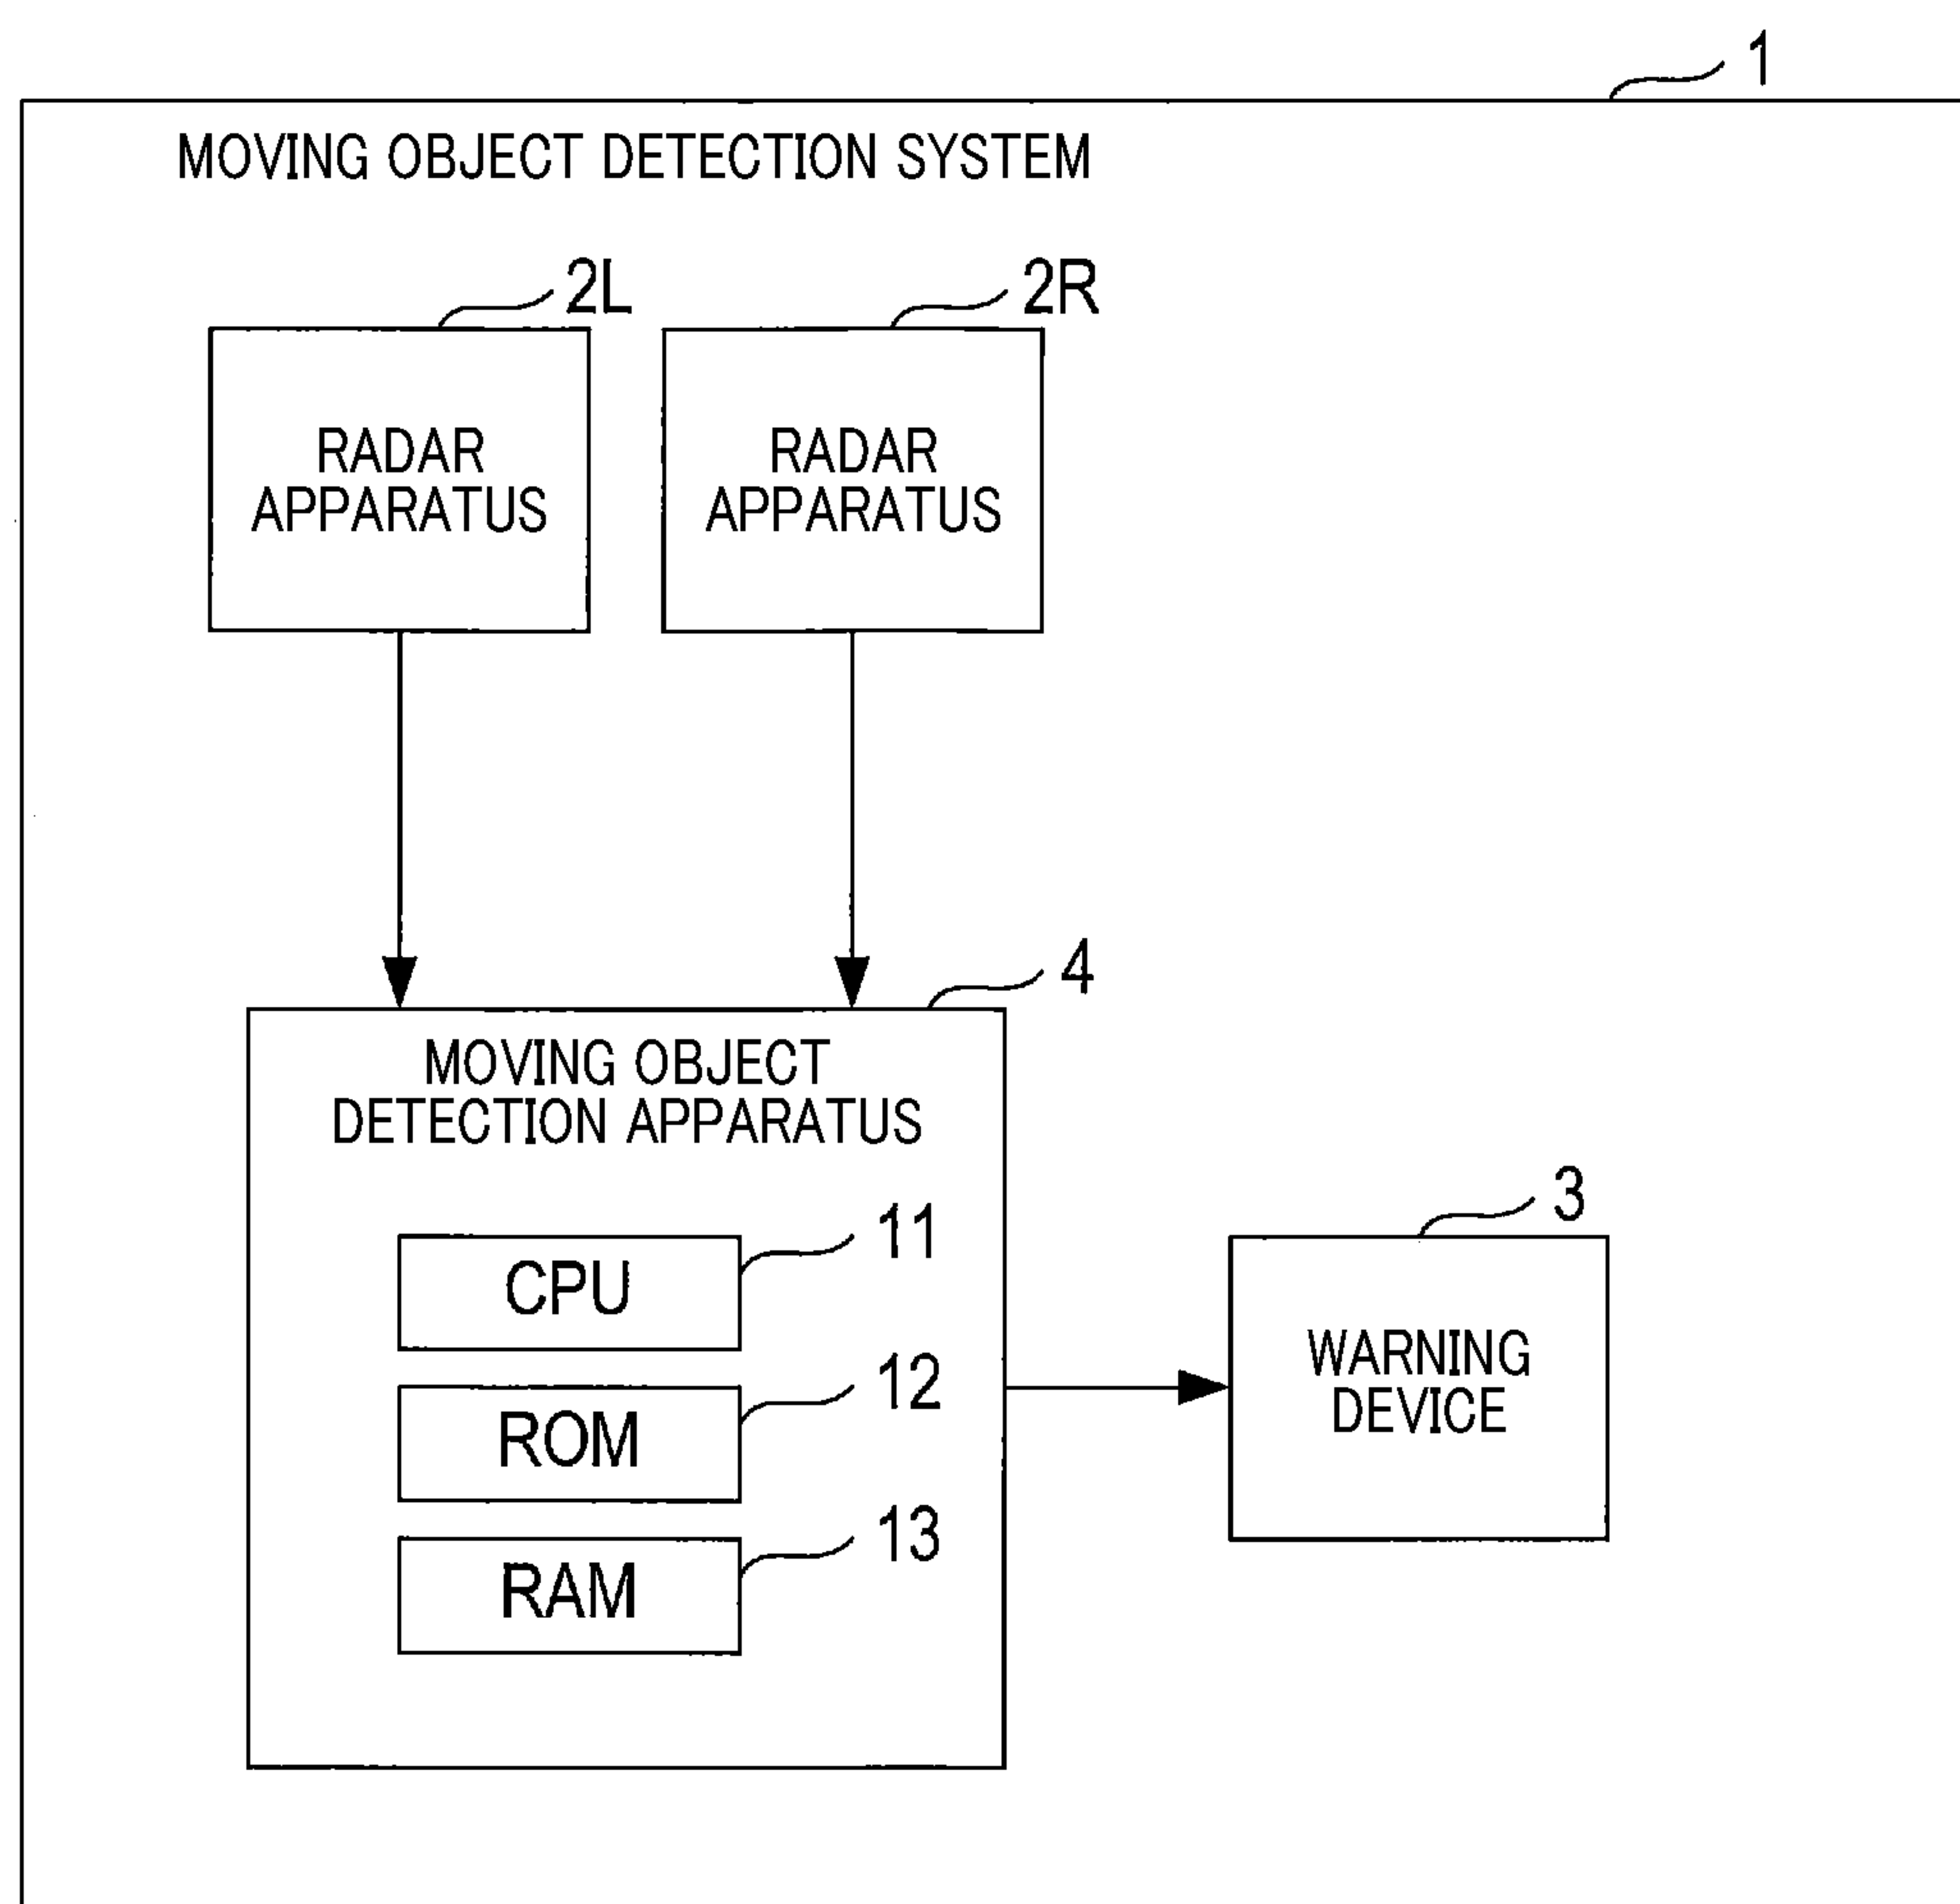 1
MOVING OBJECT DETECTION SYSTEM
2L
2R
RADAR
APPARATUS
RADAR
APPARATUS
4
MOVING OBJECT
DETECTION APPARATUS
11
CPU
12
ROM
13
RAM
3
WARNING
DEVICE